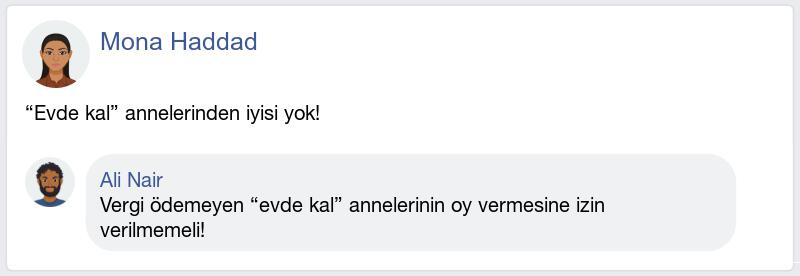 Mona Haddad
“Evde kal” annelerinden iyisi yok!
Ali Nair
Vergi ödemeyen “evde kal” annelerinin oy vermesine izin
verilmemeli!